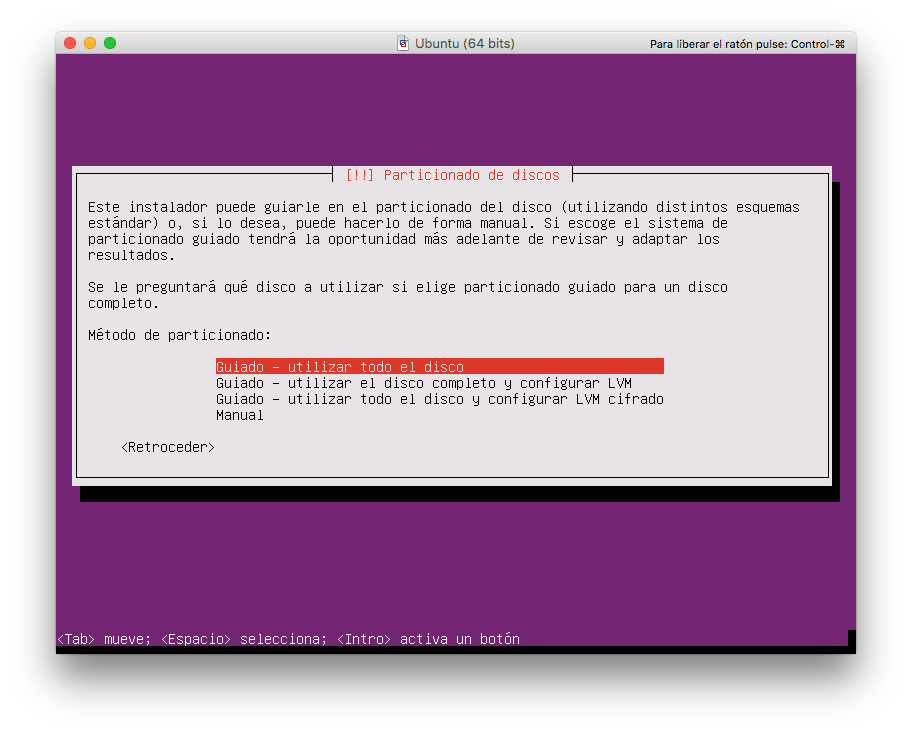 Ubuntu (64 bits)
Para liberar el ratón pulse: Control-⌘
[!!] Particionado de discos
Este instalador puede guiarle en el particionado del disco (utilizando distintos esquemas
estándar) o, si lo desea, puede hacerlo de forma manual. Si escoge el sistema de
particionado guiado tendrá la oportunidad más adelante de revisar y adaptar los
resultados.
Se le preguntará qué disco a utilizar si elige particionado guiado para un disco
completo.
Método de particionado:
Guiado – utilizar todo el disco
Guiado – utilizar el disco completo y configurar LVM
Guiado – utilizar todo el disco y configurar LVM cifrado
Manual
<Retroceder>
<Tab> mueve; <Espacio> selecciona; <Intro> activa un botón